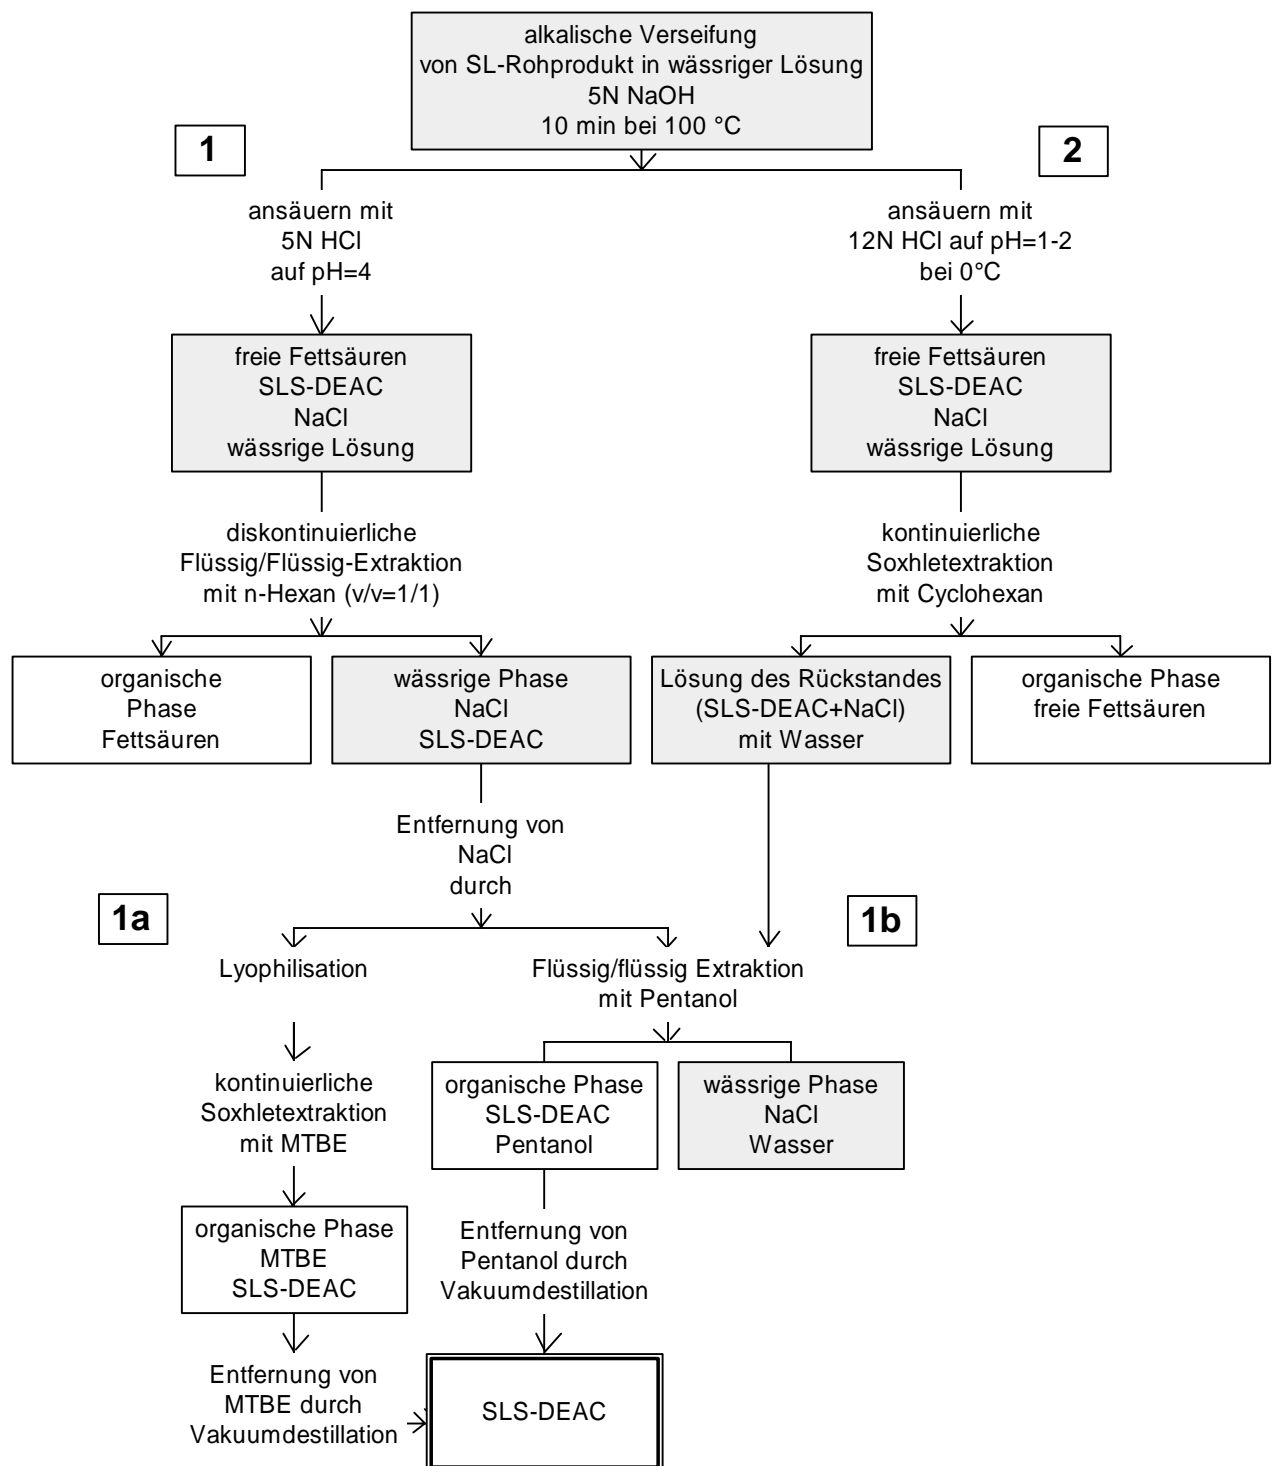 alkalische Verseifung
von SL-Rohprodukt in wässriger Lösung
5N NaOH
10 min bei 100 °C
1
2
ansäuern mit
5N HCl
auf pH=4
ansäuern mit
12N HCl auf pH=1-2
bei 0°C
freie Fettsäuren
SLS-DEAC
NaCl
wässrige Lösung
freie Fettsäuren
SLS-DEAC
NaCl
wässrige Lösung
diskontinuierliche
Flüssig/Flüssig-Extraktion
mit n-Hexan (v/v=1/1)
kontinuierliche
Soxhletextraktion
mit Cyclohexan
organische
Phase
Fettsäuren
wässrige Phase
NaCl
SLS-DEAC
Lösung des Rückstandes
(SLS-DEAC+NaCl)
mit Wasser
organische Phase
freie Fettsäuren
Entfernung von
NaCl
durch
1a
1b
Lyophilisation
Flüssig/flüssig Extraktion
mit Pentanol
kontinuierliche
Soxhletextraktion
mit MTBE
organische Phase
SLS-DEAC
Pentanol
wässrige Phase
NaCl
Wasser
organische Phase
MTBE
SLS-DEAC
Entfernung von
Pentanol durch
Vakuumdestillation
Entfernung von
MTBE durch
Vakuumdestillation
SLS-DEAC